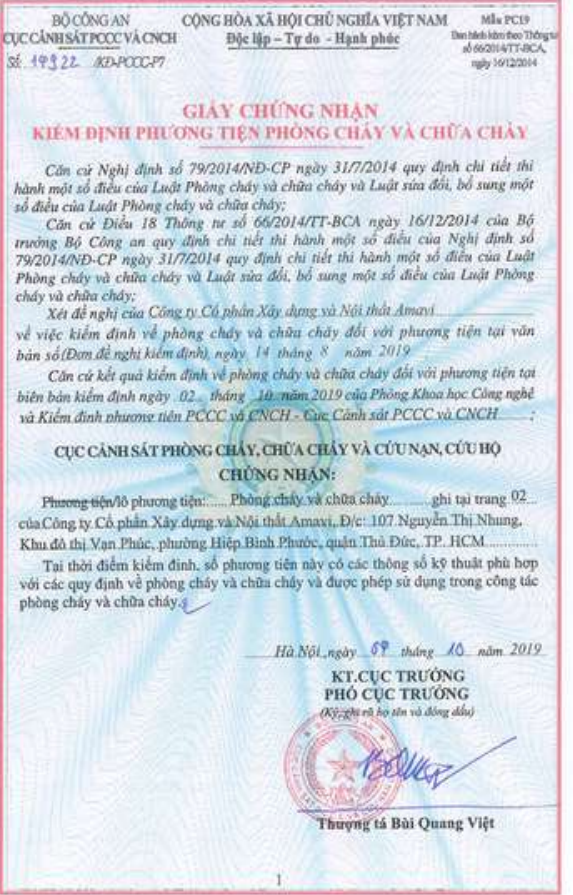 BỘ CÔNG AN
CỤC CẢNH SÁT PCCC VÀ CNCH
Số: 14922 /KĐ-PCCC-P7
CỘNG HÒA XÃ HỘI CHỦ NGHĨA VIỆT NAM
Độc lập – Tự do - Hạnh phúc
Mẫu PC19
Ban hành kèm theo Thông tư
số 66/2014/TT-BCA,
ngày 16/12/2014
GIẤY CHỨNG NHẬN
KIỂM ĐỊNH PHƯƠNG TIỆN PHÒNG CHÁY VÀ CHỮA CHÁY
Căn cứ Nghị định số 79/2014/NĐ-CP ngày 31/7/2014 quy định chi tiết thi
hành một số điều của Luật Phòng cháy và chữa cháy và Luật sửa đổi, bổ sung một
số điều của Luật Phòng cháy và chữa cháy;
Căn cứ Điều 18 Thông tư số 66/2014/TT-BCA ngày 16/12/2014 của Bộ
trưởng Bộ Công an quy định chi tiết thi hành một số điều của Nghị định số
79/2014/NĐ-CP ngày 31/7/2014 quy định chi tiết thi hành một số điều của Luật
Phòng cháy và chữa cháy và Luật sửa đổi, bổ sung một số điều của Luật Phòng
cháy và chữa cháy;
Xét đề nghị của Công ty Cổ phần Xây dựng và Nội thất Amavi
về việc kiểm định về phòng cháy và chữa cháy đối với phương tiện tại văn
bản số(Đơn đề nghị kiểm định), ngày 14 tháng 8 năm 2019
Căn cứ kết quả kiểm định về phòng cháy và chữa cháy đối với phương tiện tại
biên bản kiểm định ngày 02 tháng 10 năm 2019 của Phòng Khoa học Công nghệ
và Kiểm định phương tiện PCCC và CNCH - Cục Cảnh sát PCCC và CNCH ;
CỤC CẢNH SÁT PHÒNG CHÁY, CHỮA CHÁY VÀ CỨU NẠN, CỨU HỘ
CHỨNG NHẬN:
Phương tiện/lô phương tiện: Phòng cháy và chữa cháy ghi tại trang 02
của Công ty Cổ phần Xây dựng và Nội thất Amavi, Đ/c: 107 Nguyễn Thị Nhung,
Khu đô thị Vạn Phúc, phường Hiệp Bình Phước, quận Thủ Đức, TP. HCM
Tại thời điểm kiểm định, số phương tiện này có các thông số kỹ thuật phù hợp
với các quy định về phòng cháy và chữa cháy và được phép sử dụng trong công tác
phòng cháy và chữa cháy.
Hà Nội ,ngày 09 tháng 10 năm 2019
KT.CỤC TRƯỞNG
PHÓ CỤC TRƯỞNG
(Ký, ghi rõ họ tên và đóng dấu)
Thượng tá Bùi Quang Việt
1